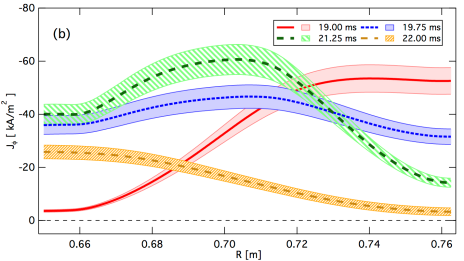 (b)
19.00 ms 19.75 ms
21.25 ms 22.00 ms
-80
-60
-40
-20
0
Jϕ [ kA/m² ]
0.66 0.68 0.70 0.72 0.74 0.76
R [m]